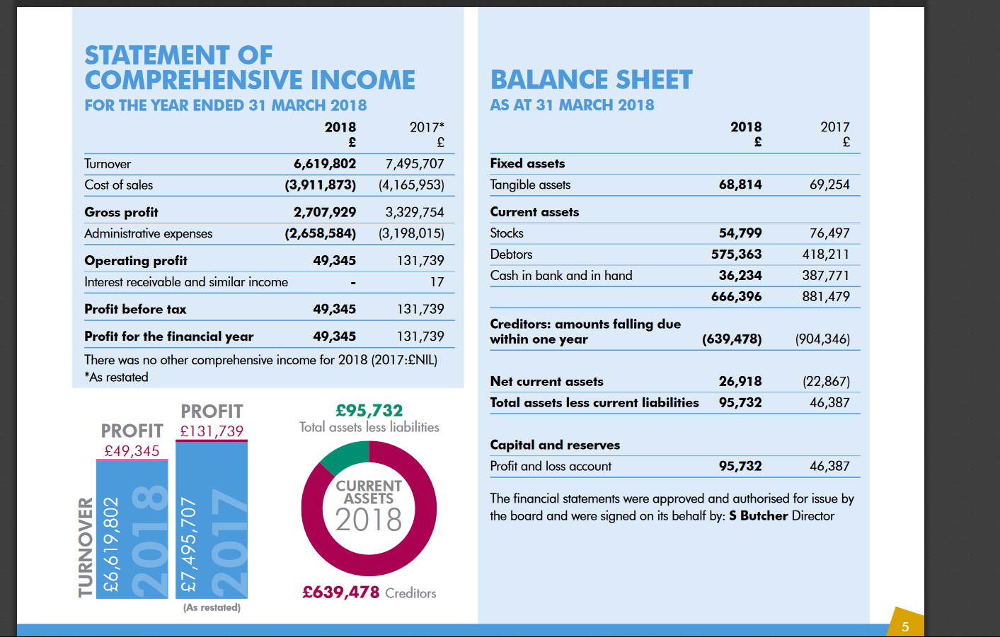 STATEMENT OF
COMPREHENSIVE INCOME
FOR THE YEAR ENDED 31 MARCH 2018
2018 2017*
£ £
Turnover 6,619,802 7,495,707
Cost of sales (3,911,873) (4,165,953)
Gross profit 2,707,929 3,329,754
Administrative expenses (2,658,584) (3,198,015)
Operating profit 49,345 131,739
Interest receivable and similar income - 17
Profit before tax 49,345 131,739
Profit for the financial year 49,345 131,739
There was no other comprehensive income for 2018 (2017:£NIL)
*As restated
PROFIT
£49,345
PROFIT
£131,739
TURNOVER
£6,619,802
2018
£7,495,707
2017
(As restated)
£95,732
Total assets less liabilities
CURRENT
ASSETS
2018
£639,478 Creditors
BALANCE SHEET
AS AT 31 MARCH 2018
2018 2017
£ £
Fixed assets
Tangible assets 68,814 69,254
Current assets
Stocks 54,799 76,497
Debtors 575,363 418,211
Cash in bank and in hand 36,234 387,771
666,396 881,479
Creditors: amounts falling due
within one year (639,478) (904,346)
Net current assets 26,918 (22,867)
Total assets less current liabilities 95,732 46,387
Capital and reserves
Profit and loss account 95,732 46,387
The financial statements were approved and authorised for issue by
the board and were signed on its behalf by: S Butcher Director
5